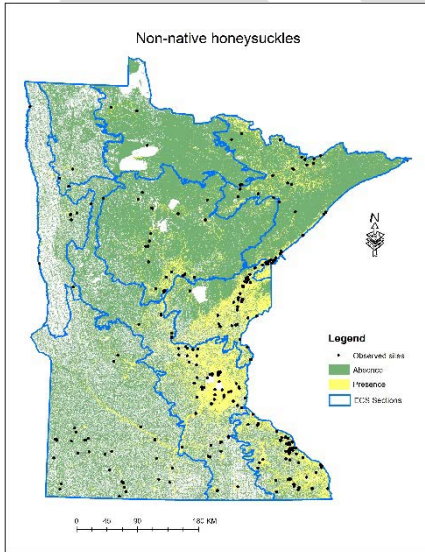 Non-native honeysuckles
N
Legend
Observed sites
Absence
Presence
ECS Sections
0 45 90 180 KM